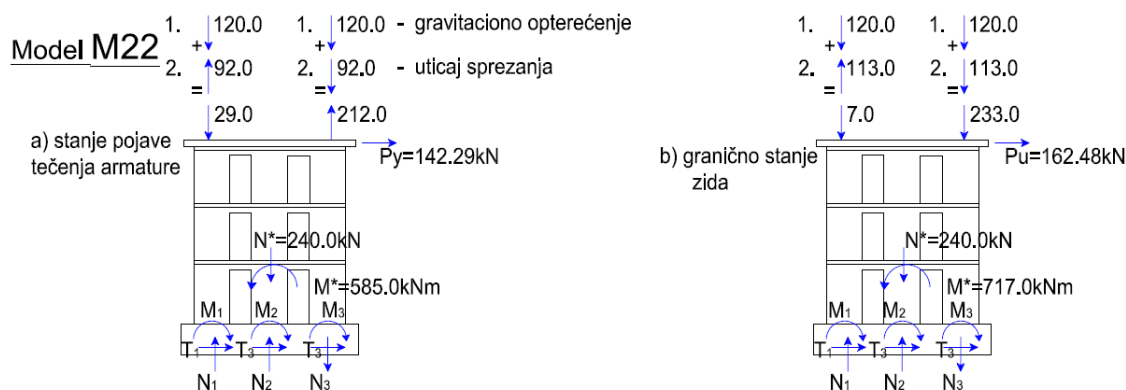 Model M22
1. 120.0 1. 120.0 - gravitaciono opterećenje
+ +
2. 92.0 2. 92.0 - uticaj sprezanja
= =
29.0 212.0
a) stanje pojave
tečenja armature
Py=142.29kN
N*=240.0kN
M*=585.0kNm
M1 M2 M3
T1 T3 T3
N1 N2 N3
1. 120.0 1. 120.0
+ +
2. 113.0 2. 113.0
= =
7.0 233.0
b) granično stanje
zida
Pu=162.48kN
N*=240.0kN
M*=717.0kNm
M1 M2 M3
T1 T3 T3
N1 N2 N3